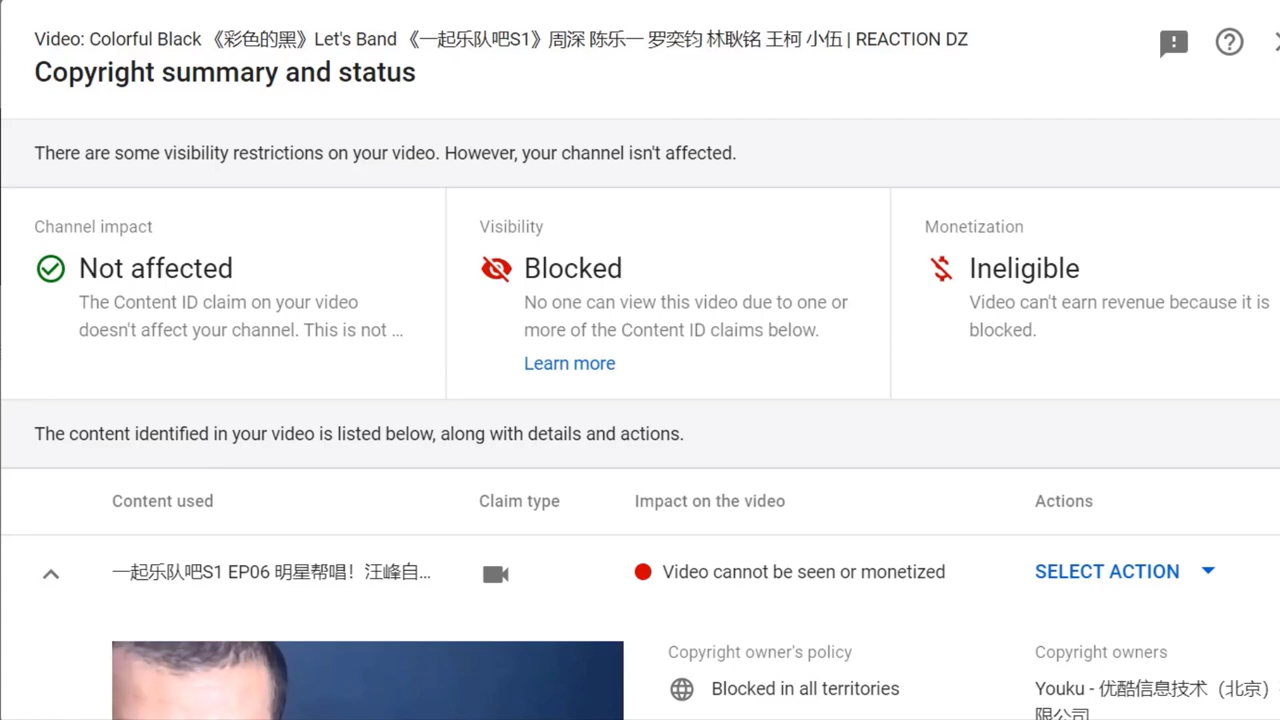 Video: Colorful Black 《彩色的黑》Let's Band 《一起乐队吧S1》周深 陈乐一 罗奕钧 林耿铭 王柯 小伍 | REACTION DZ
Copyright summary and status
There are some visibility restrictions on your video. However, your channel isn't affected.
Channel impact
Not affected
The Content ID claim on your video
doesn't affect your channel. This is not ...
Visibility
Blocked
No one can view this video due to one or
more of the Content ID claims below.
Learn more
Monetization
Ineligible
Video can't earn revenue because it is
blocked.
The content identified in your video is listed below, along with details and actions.
Content used
Claim type
Impact on the video
Actions
一起乐队吧S1 EP06 明星帮唱！汪峰自...
Video cannot be seen or monetized
SELECT ACTION
Copyright owner's policy
Blocked in all territories
Copyright owners
Youku - 优酷信息技术（北京）
限公司